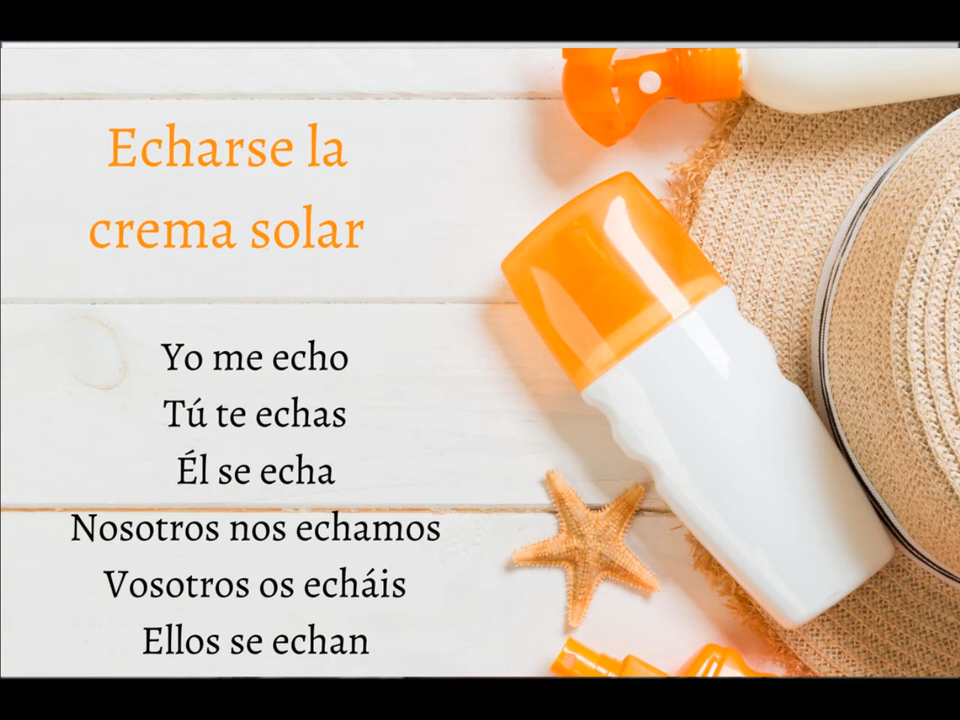 Echarse la
crema solar
Yo me echo
Tú te echas
Él se echa
Nosotros nos echamos
Vosotros os echáis
Ellos se echan